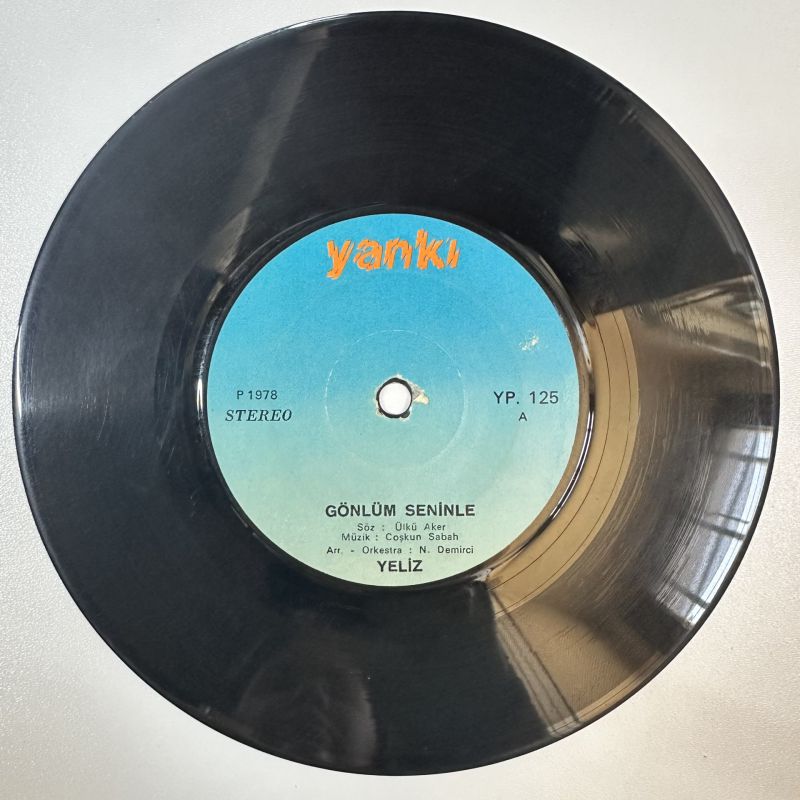 yankı
P 1978
STEREO
YP. 125
A
GÖNLÜM SENİNLE
Söz : Ülkü Aker
Müzik : Coşkun Sabah
Arr. - Orkestra : N. Demirci
YELİZ